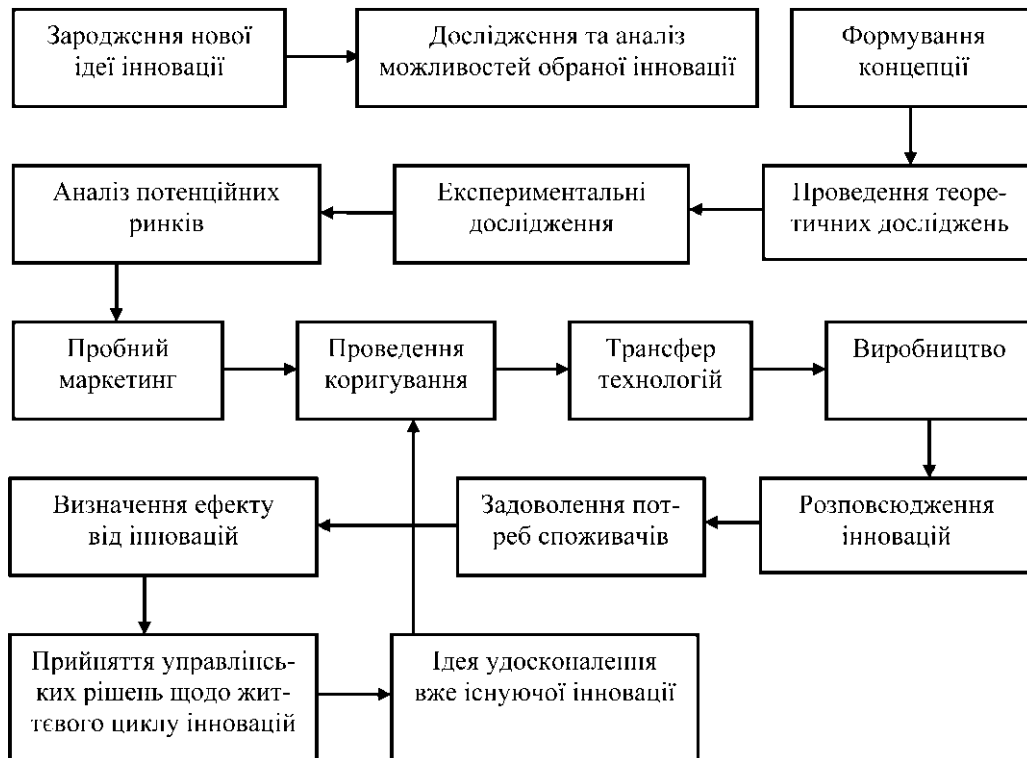 Зародження нової
ідеї інновації
Дослідження та аналіз
можливостей обраної інновації
Формування
концепції
Аналіз потенційних
ринків
Експериментальні
дослідження
Проведення теоре-
тичних досліджень
Пробний
маркетинг
Проведення
коригування
Трансфер
технологій
Виробництво
Визначення ефекту
від інновацій
Задоволення пот-
реб споживачів
Розповсюдження
інновацій
Прийняття управлінсь-
ких рішень щодо жит-
тєвого циклу інновацій
Ідея удосконалення
вже існуючої інновації